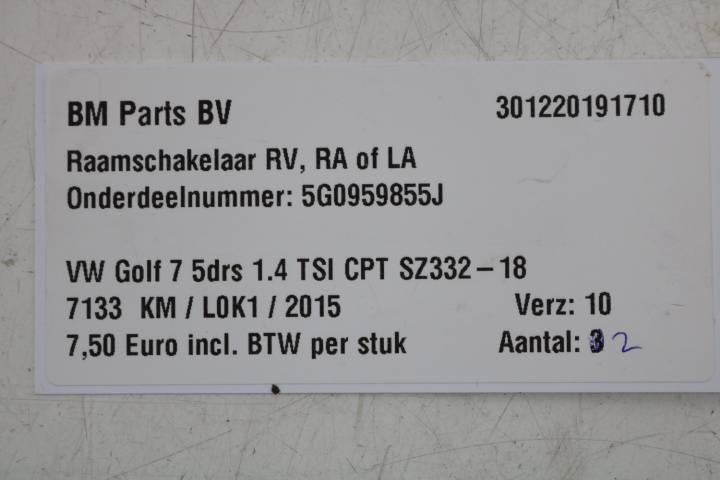 BM Parts BV 301220191710
Raamschakelaar RV, RA of LA
Onderdeelnummer: 5G0959855J
VW Golf 7 5drs 1.4 TSI CPT SZ332-18
7133 KM / L0K1 / 2015 Verz: 10
7,50 Euro incl. BTW per stuk Aantal: 3 2